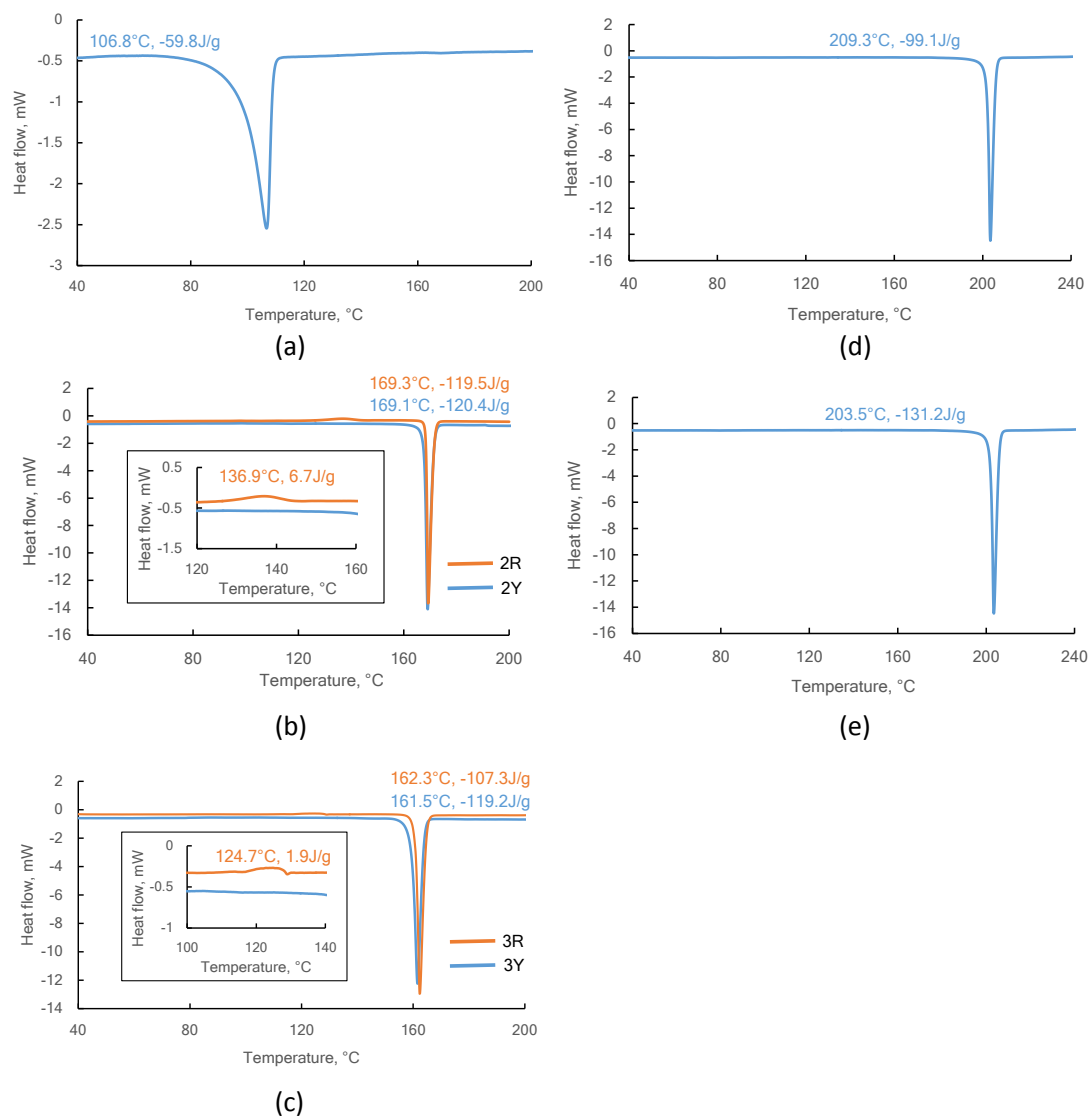 106.8°C, -59.8J/g
0
-0.5
-1
-1.5
-2
-2.5
-3
Heat flow, mW
40
80
120
160
200
Temperature, °C
(a)
209.3°C, -99.1J/g
2
0
-2
-4
-6
-8
-10
-12
-14
-16
Heat flow, mW
40
80
120
160
200
240
Temperature, °C
(d)
169.3°C, -119.5J/g
169.1°C, -120.4J/g
2
0
-2
-4
-6
-8
-10
-12
-14
-16
Heat flow, mW
136.9°C, 6.7J/g
0.5
-0.5
-1.5
Heat flow, mW
120
140
160
Temperature, °C
2R
2Y
40
80
120
160
200
Temperature, °C
(b)
203.5°C, -131.2J/g
2
0
-2
-4
-6
-8
-10
-12
-14
-16
Heat flow, mW
40
80
120
160
200
240
Temperature, °C
(e)
162.3°C, -107.3J/g
161.5°C, -119.2J/g
2
0
-2
-4
-6
-8
-10
-12
-14
Heat flow, mW
124.7°C, 1.9J/g
0
-0.5
-1
Heat flow, mW
100
120
140
Temperature, °C
3R
3Y
40
80
120
160
200
Temperature, °C
(c)